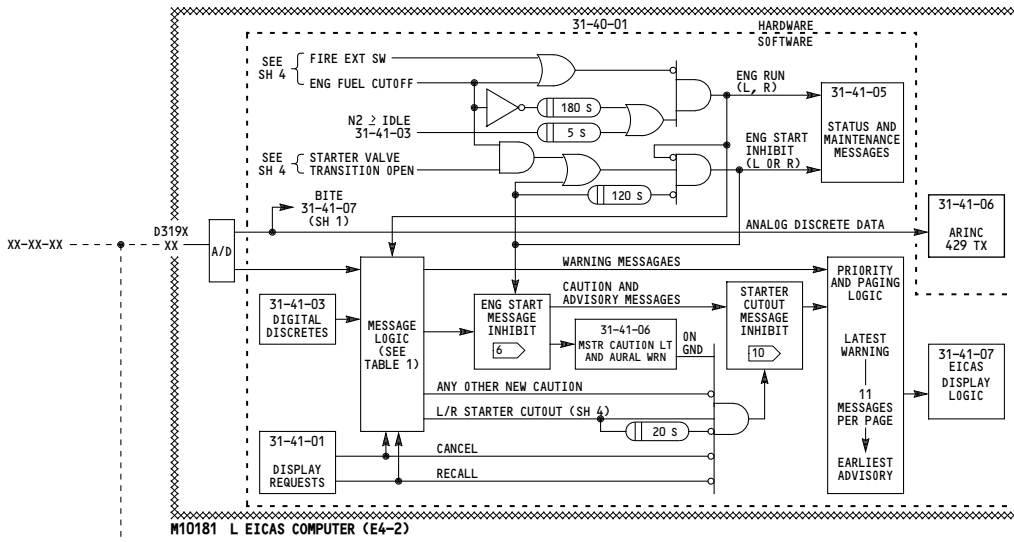 31-40-01
HARDWARE
SOFTWARE
SEE
SH 4
FIRE EXT SW
ENG FUEL CUTOFF
180 S
N2 ≥ IDLE
31-41-03
5 S
SEE
SH 4
STARTER VALVE
TRANSITION OPEN
120 S
ENG RUN
(L, R)
ENG START
INHIBIT
(L OR R)
31-41-05
STATUS AND
MAINTENANCE
MESSAGES
BITE
31-41-07
(SH 1)
XX-XX-XX
D319X
XX
A/D
ANALOG DISCRETE DATA
31-41-06
ARINC
429 TX
31-41-03
DIGITAL
DISCRETES
MESSAGE
LOGIC
(SEE
TABLE 1)
WARNING MESSAGAES
CAUTION AND
ADVISORY MESSAGES
ENG START
MESSAGE
INHIBIT
6
31-41-06
MSTR CAUTION LT
AND AURAL WRN
ON
GND
STARTER
CUTOUT
MESSAGE
INHIBIT
10
PRIORITY
AND PAGING
LOGIC
LATEST
WARNING
11
MESSAGES
PER PAGE
EARLIEST
ADVISORY
31-41-07
EICAS
DISPLAY
LOGIC
ANY OTHER NEW CAUTION
L/R STARTER CUTOUT (SH 4)
20 S
31-41-01
DISPLAY
REQUESTS
CANCEL
RECALL
M10181 L EICAS COMPUTER (E4-2)